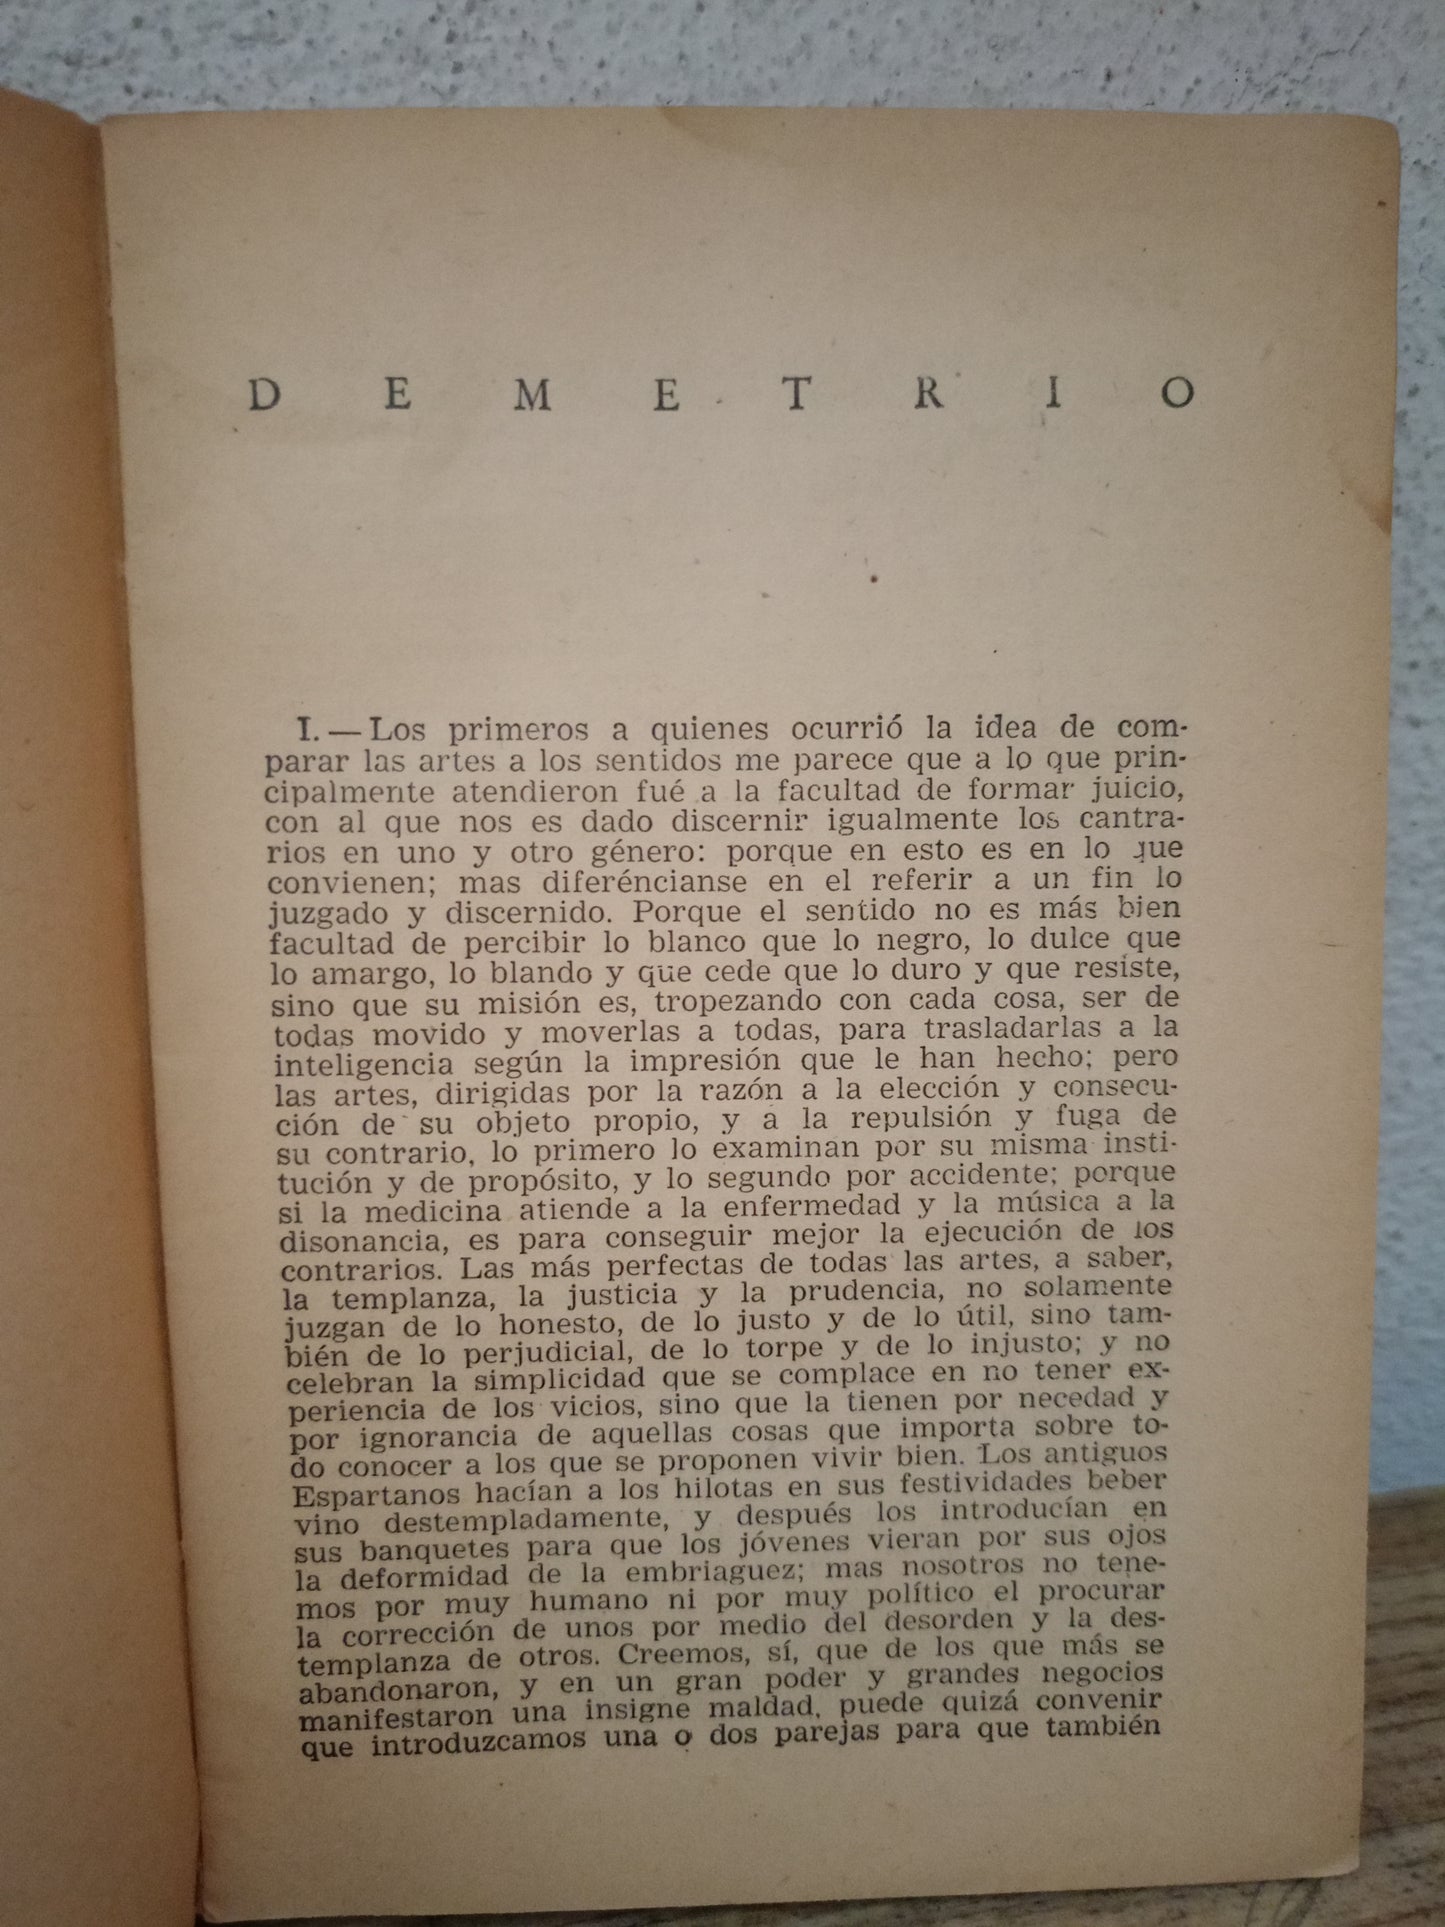 DEMETRIO
I. — Los primeros a quienes ocurrió la idea de com-
parar las artes a los sentidos me parece que a lo que prin-
cipalmente atendieron fué a la facultad de formar juicio,
con al que nos es dado discernir igualmente los cantra-
rios en uno y otro género: porque en esto es en lo que
convienen; mas diferéncianse en el referir a un fin lo
juzgado y discernido. Porque el sentido no es más bien
facultad de percibir lo blanco que lo negro, lo dulce que
lo amargo, lo blando y que cede que lo duro y que resiste,
sino que su misión es, tropezando con cada cosa, ser de
todas movido y moverlas a todas, para trasladarlas a la
inteligencia según la impresión que le han hecho; pero
las artes, dirigidas por la razón a la elección y consecu-
ción de su objeto propio, y a la repulsión y fuga de
su contrario, lo primero lo examinan por su misma insti-
tución y de propósito, y lo segundo por accidente; porque
si la medicina atiende a la enfermedad y la música a la
disonancia, es para conseguir mejor la ejecución de los
contrarios. Las más perfectas de todas las artes, a saber,
la templanza, la justicia y la prudencia, no solamente
juzgan de lo honesto, de lo justo y de lo útil, sino tam-
bién de lo perjudicial, de lo torpe y de lo injusto; y no
celebran la simplicidad que se complace en no tener ex-
periencia de los vicios, sino que la tienen por necedad y
por ignorancia de aquellas cosas que importa sobre to-
do conocer a los que se proponen vivir bien. Los antiguos
Espartanos hacían a los hilotas en sus festividades beber
vino destempladamente, y después los introducían en
sus banquetes para que los jóvenes vieran por sus ojos
la deformidad de la embriaguez; mas nosotros no tene-
mos por muy humano ni por muy político el procurar
la corrección de unos por medio del desorden y la des-
templanza de otros. Creemos, sí, que de los que más se
abandonaron, y en un gran poder y grandes negocios
manifestaron una insigne maldad, puede quizá convenir
que introduzcamos una o dos parejas para que también